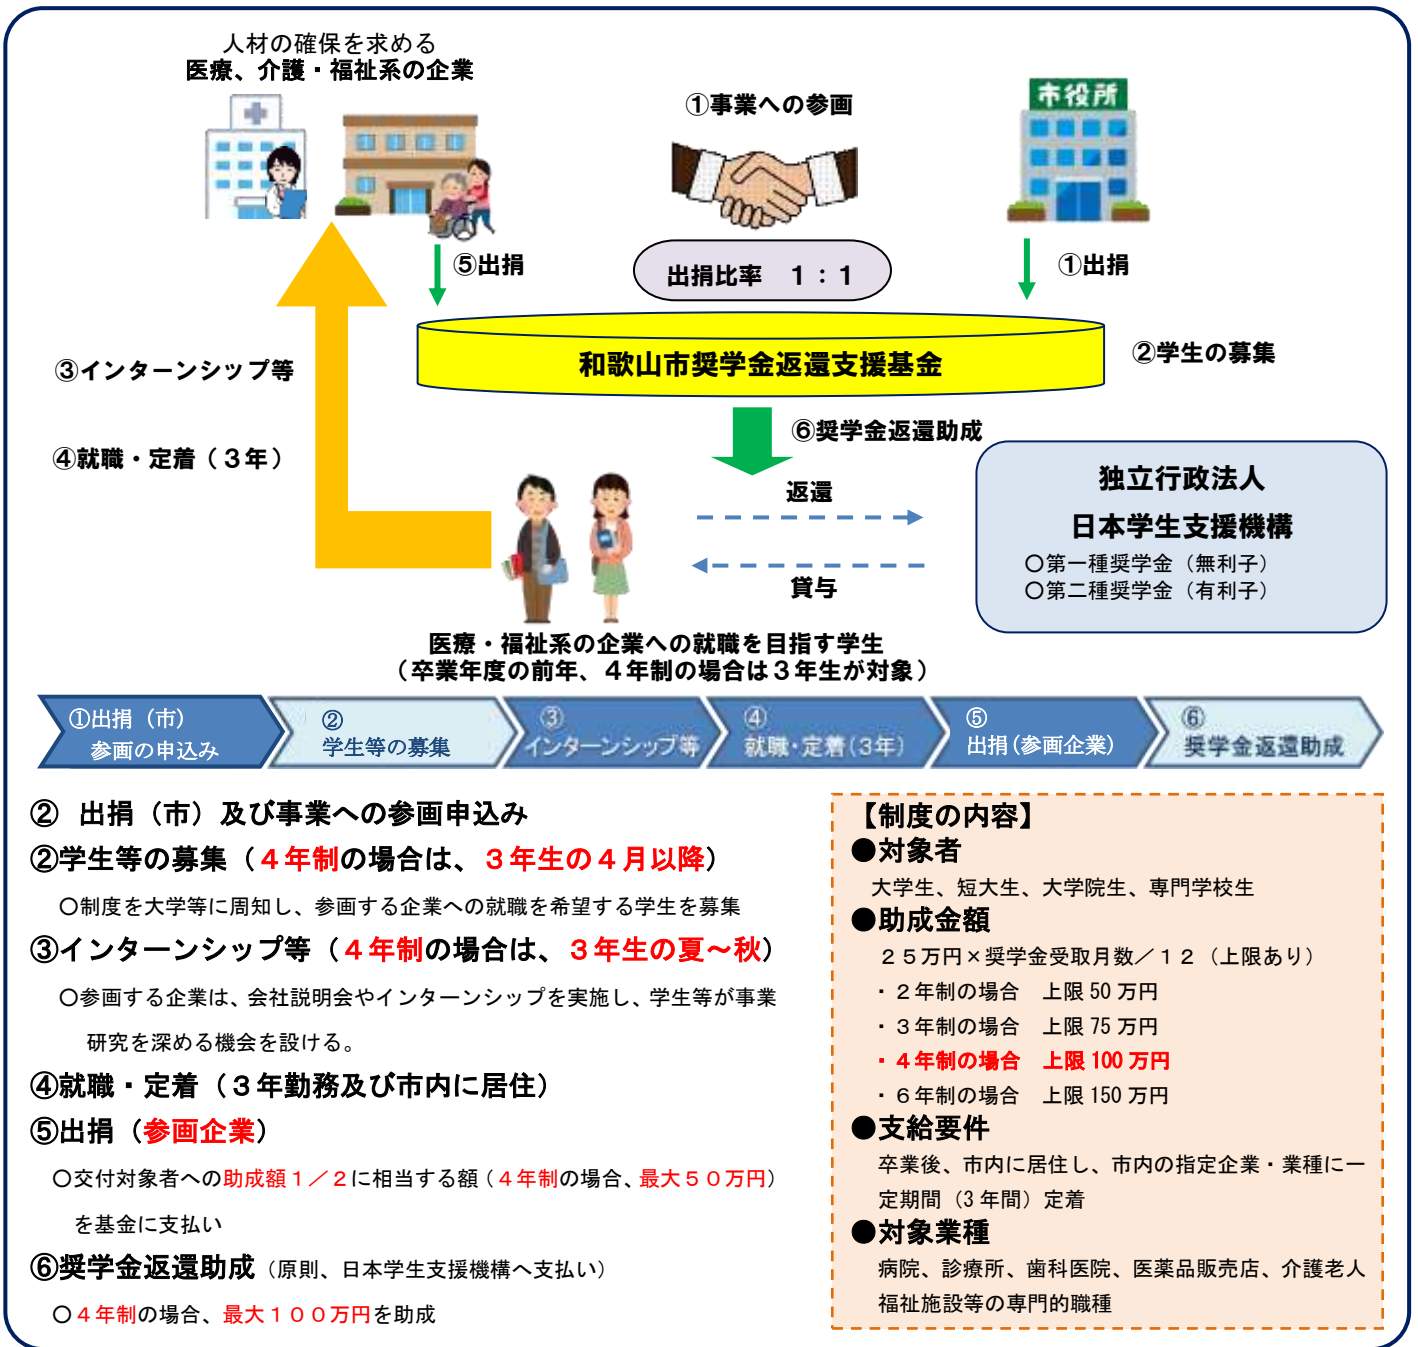 人材の確保を求める
医療、介護・福祉系の企業
①事業への参画
市役所
⑤出捐
出捐比率　１：１
①出捐
和歌山市奨学金返還支援基金
②学生の募集
③インターンシップ等
④就職・定着（３年）
⑥奨学金返還助成
返還
貸与
独立行政法人
日本学生支援機構
〇第一種奨学金（無利子）
〇第二種奨学金（有利子）
医療・福祉系の企業への就職を目指す学生
（卒業年度の前年、４年制の場合は３年生が対象）
①出捐（市）
参画の申込み
②
学生等の募集
③
インターンシップ等
④
就職・定着（３年）
⑤
出捐（参画企業）
⑥
奨学金返還助成
②　出捐（市）及び事業への参画申込み
②学生等の募集（４年制の場合は、３年生の４月以降）
〇制度を大学等に周知し、参画する企業への就職を希望する学生を募集
③インターンシップ等（４年制の場合は、３年生の夏～秋）
〇参画する企業は、会社説明会やインターンシップを実施し、学生等が事業
研究を深める機会を設ける。
④就職・定着（３年勤務及び市内に居住）
⑤出捐（参画企業）
〇交付対象者への助成額１／２に相当する額（４年制の場合、最大５０万円）
を基金に支払い
⑥奨学金返還助成（原則、日本学生支援機構へ支払い）
〇４年制の場合、最大１００万円を助成
【制度の内容】
●対象者
大学生、短大生、大学院生、専門学校生
●助成金額
２５万円×奨学金受取月数／１２（上限あり）
・２年制の場合　上限 50 万円
・３年制の場合　上限 75 万円
・４年制の場合　上限 100 万円
・６年制の場合　上限 150 万円
●支給要件
卒業後、市内に居住し、市内の指定企業・業種に一
定期間（3 年間）定着
●対象業種
病院、診療所、歯科医院、医薬品販売店、介護老人
福祉施設等の専門的職種